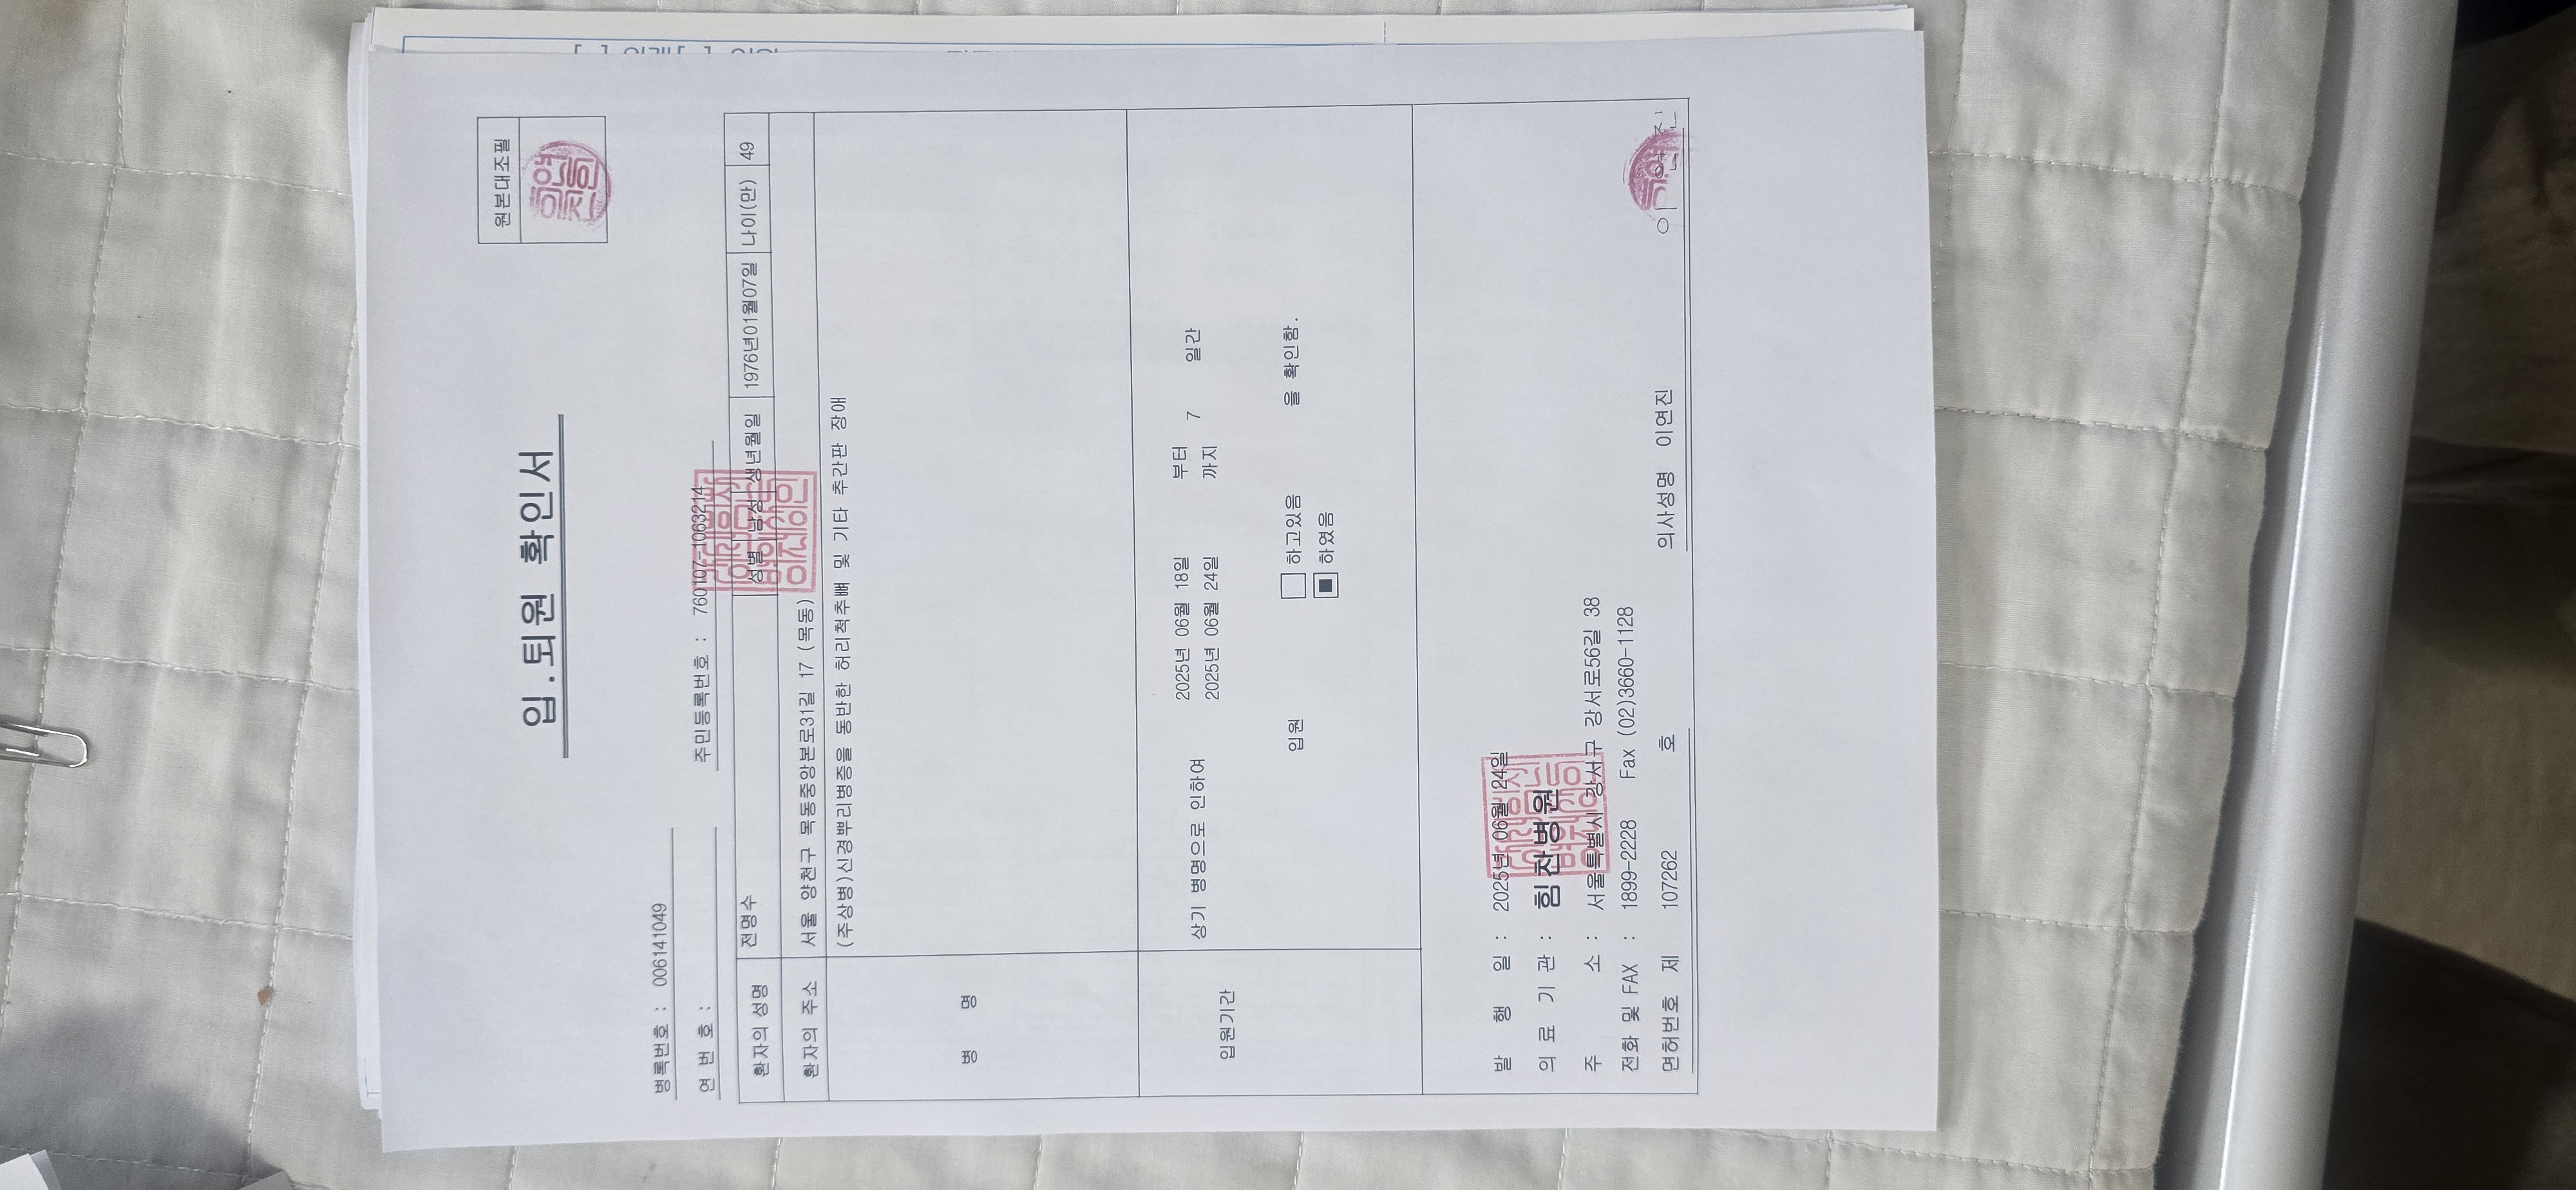 입.퇴원 확인서
원본대조필
병록번호 : 006141049
연 번 호 :
주민등록번호 : 760107-1063214
환자의 성명 전명수 성별 남성 생년월일 1976년01월07일 나이(만) 49
환자의 주소 서울 양천구 목동중앙본로31길 17 (목동)
병 명 (주상병)신경뿌리병증을 동반한 허리척추뼈 및 기타 추간판 장애
입원기간
상기 병명으로 인하여
2025년 06월 18일 부터
2025년 06월 24일 까지
7 일간
입원
□ 하고있음
▣ 하였음
을 확인함.
발 행 일 : 2025년 06월 24일
의 료 기 관 : 힘찬병원
주 소 : 서울특별시 강서구 강서로56길 38
전화 및 FAX : 1899-2228 Fax (02)3660-1128
면허번호 제 107262 호 의사성명 이연진